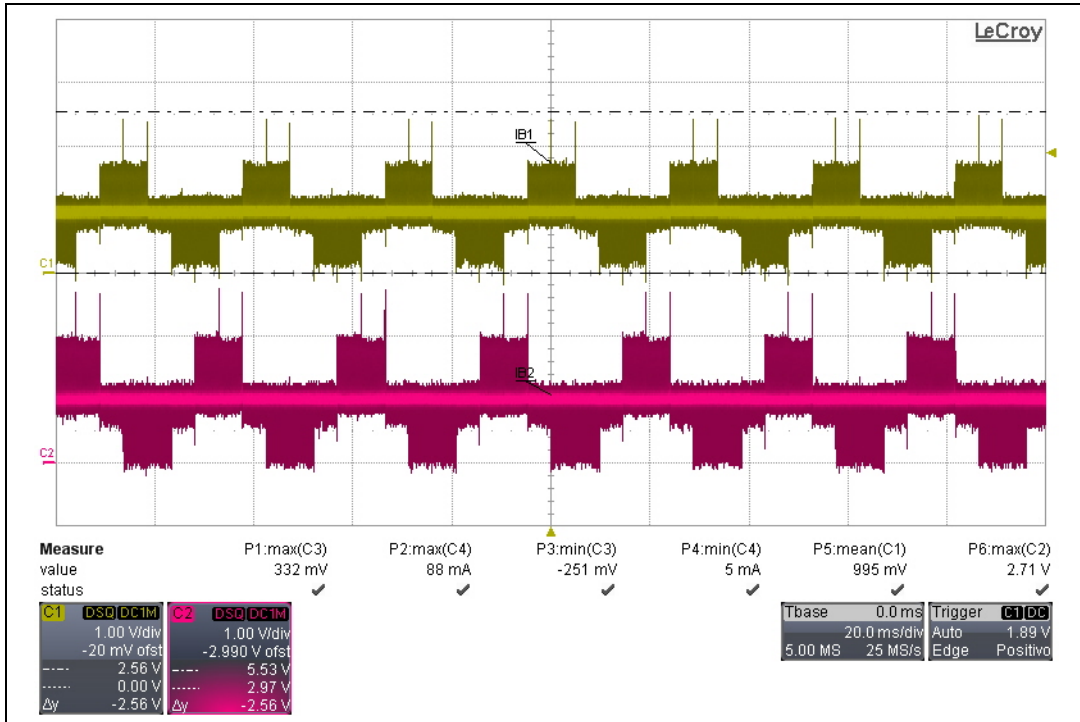 LeCroy
IB1
C1
IB2
C2
Measure P1:max(C3) P2:max(C4) P3:min(C3) P4:min(C4) P5:mean(C1) P6:max(C2)
value 332 mV 88 mA -251 mV 5 mA 995 mV 2.71 V
status
C1 DSQ DC1M
1.00 V/div
-20 mV ofst
2.56 V
0.00 V
Δy -2.56 V
C2 DSQ DC1M
1.00 V/div
-2.990 V ofst
5.53 V
2.97 V
Δy -2.56 V
Tbase 0.0 ms
20.0 ms/div
5.00 MS 25 MS/s
Trigger C1 DC
Auto 1.89 V
Edge Positivo